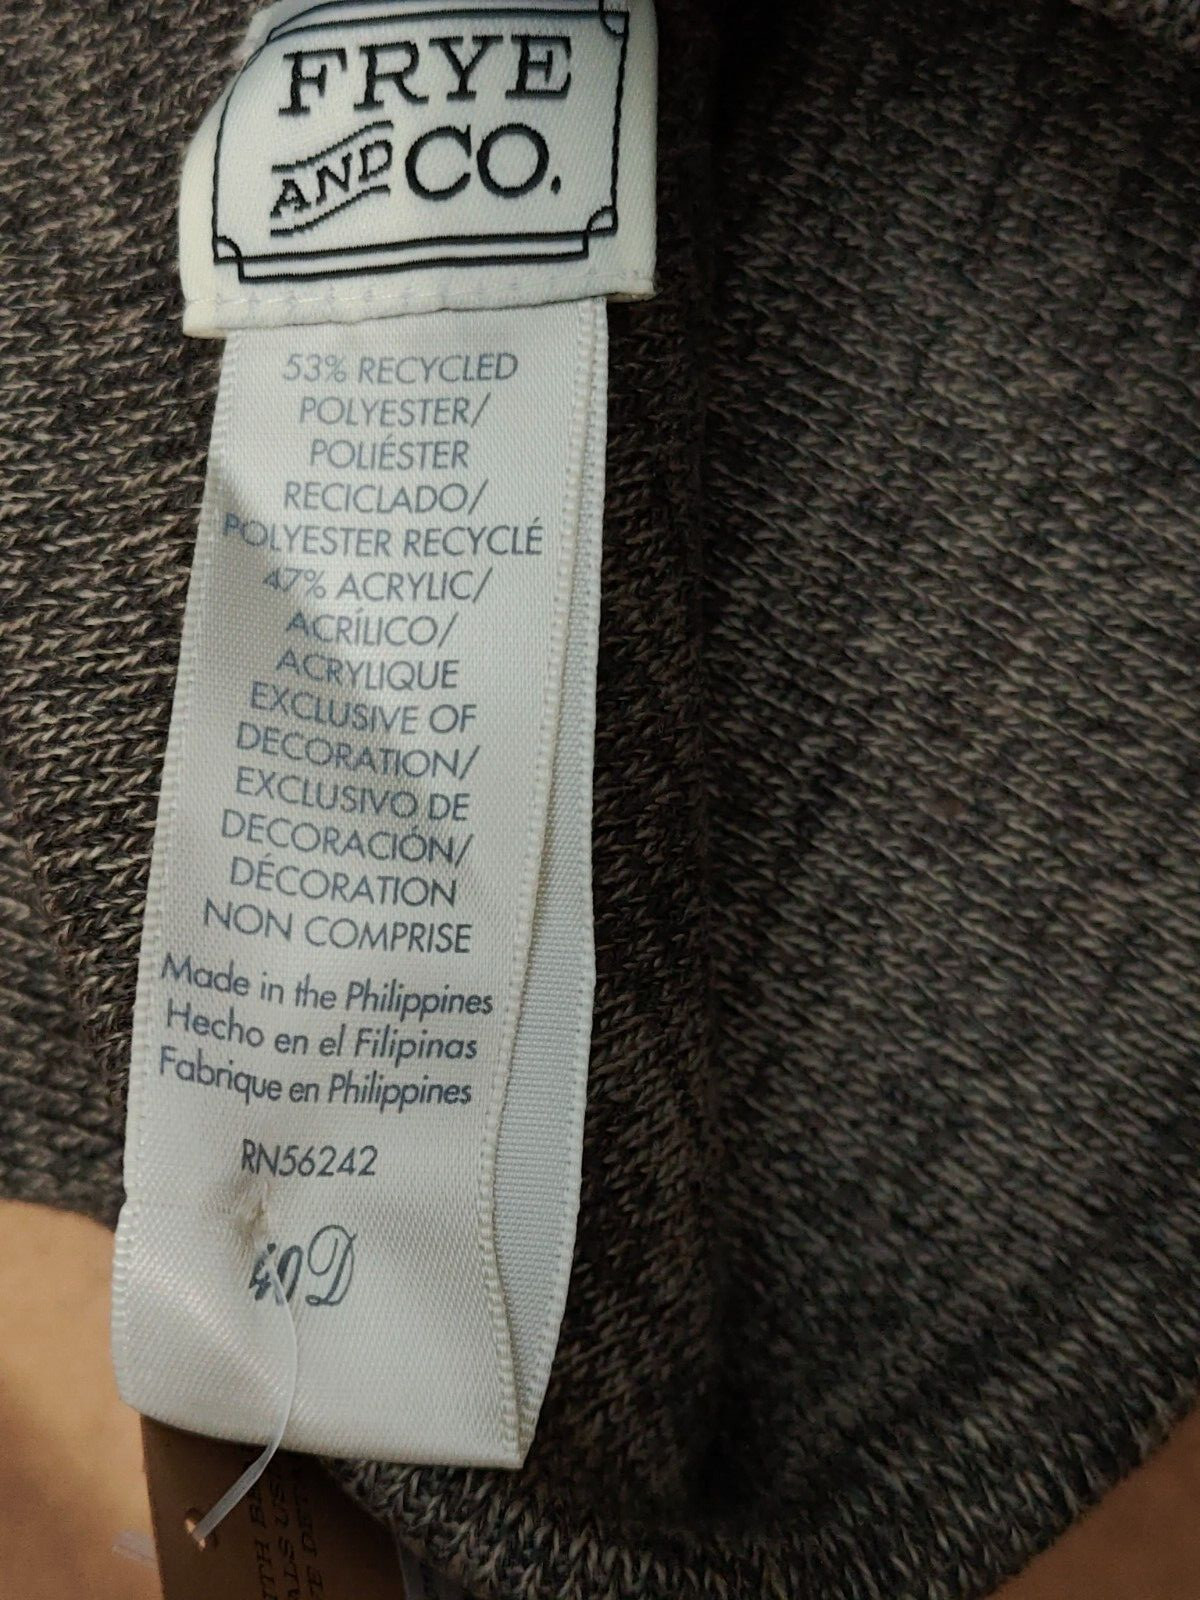 FRYE
AND CO.
53% RECYCLED
POLYESTER/
POLIÉSTER
RECICLADO/
POLYESTER RECYCLÉ
47% ACRYLIC/
ACRÍLICO/
ACRYLIQUE
EXCLUSIVE OF
DECORATION/
EXCLUSIVO DE
DECORACIÓN/
DÉCORATION
NON COMPRISE
Made in the Philippines
Hecho en el Filipinas
Fabrique en Philippines
RN56242
40D